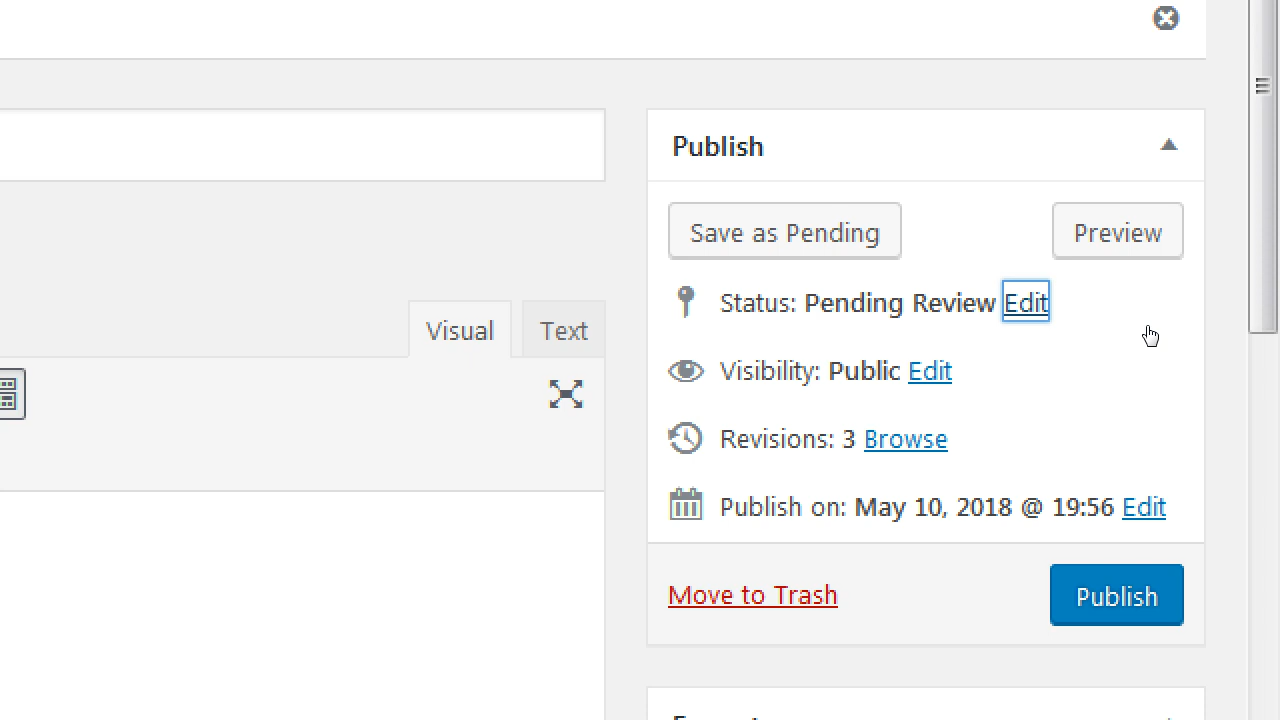 Publish
Save as Pending Preview
Status: Pending Review Edit
Visual Text
Visibility: Public Edit
Revisions: 3 Browse
Publish on: May 10, 2018 @ 19:56 Edit
Move to Trash Publish